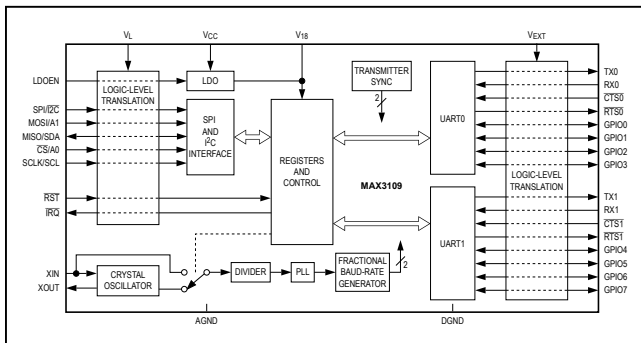 VL
VCC
V18
VEXT
LDOEN
SPI/I2C
MOSI/A1
MISO/SDA
CS/A0
SCLK/SCL
RST
IRQ
XIN
XOUT
LOGIC-LEVEL
TRANSLATION
LDO
SPI
AND
I2C
INTERFACE
REGISTERS
AND
CONTROL
TRANSMITTER
SYNC
2
MAX3109
CRYSTAL
OSCILLATOR
DIVIDER
PLL
FRACTIONAL
BAUD-RATE
GENERATOR
2
UART0
UART1
LOGIC-LEVEL
TRANSLATION
TX0
RX0
CTS0
RTS0
GPIO0
GPIO1
GPIO2
GPIO3
TX1
RX1
CTS1
RTS1
GPIO4
GPIO5
GPIO6
GPIO7
AGND
DGND